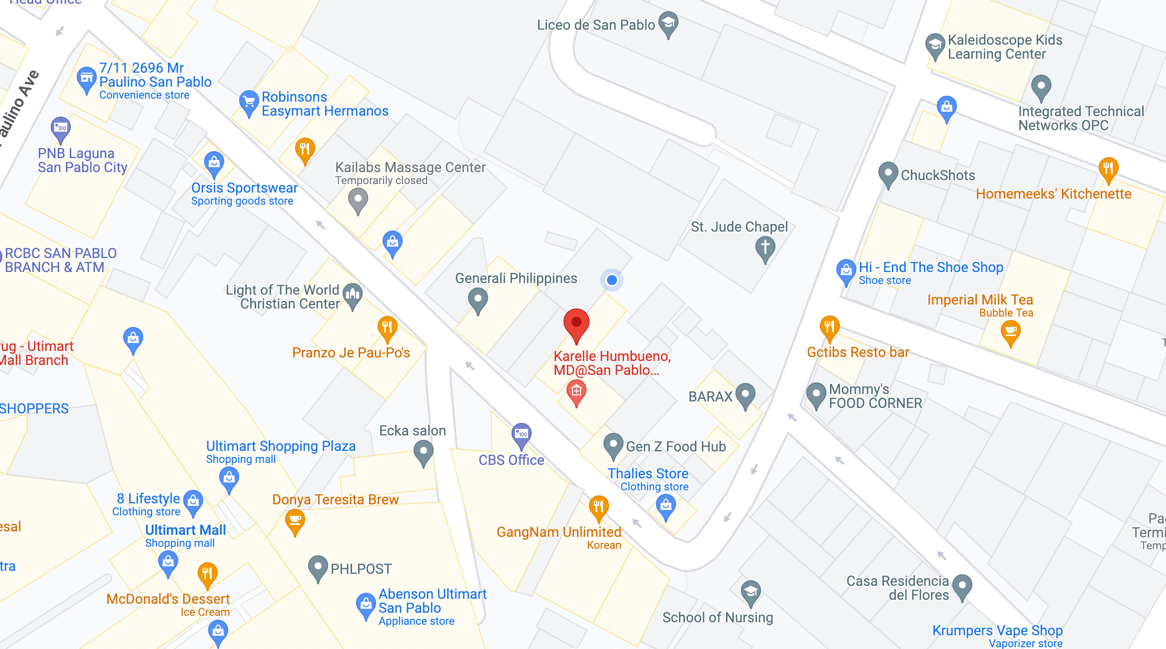 Head Office
Liceo de San Pablo
Kaleidoscope Kids
Learning Center
7/11 2696 Mr
Paulino San Pablo
Convenience store
Paulino Ave
Robinsons
Easymart Hermanos
Integrated Technical
Networks OPC
PNB Laguna
San Pablo City
Kailabs Massage Center
Temporarily closed
Orsis Sportswear
Sporting goods store
ChuckShots
Homemeeks' Kitchenette
St. Jude Chapel
RCBC SAN PABLO
BRANCH & ATM
Generali Philippines
Hi - End The Shoe Shop
Shoe store
Light of The World
Christian Center
Imperial Milk Tea
Bubble Tea
rug - Utimart
Mall Branch
Pranzo Je Pau-Po's
Karelle Humbueno,
MD@San Pablo...
Gctibs Resto bar
SHOPPERS
BARAX
Mommy's
FOOD CORNER
Ecka salon
Ultimart Shopping Plaza
Shopping mall
CBS Office
Gen Z Food Hub
Thalies Store
Clothing store
8 Lifestyle
Clothing store
Donya Teresita Brew
Ultimart Mall
Shopping mall
GangNam Unlimited
Korean
esal
tra
PHLPOST
McDonald's Dessert
Ice Cream
Abenson Ultimart
San Pablo
Appliance store
School of Nursing
Casa Residencia
del Flores
Krumpers Vape Shop
Vaporizer store